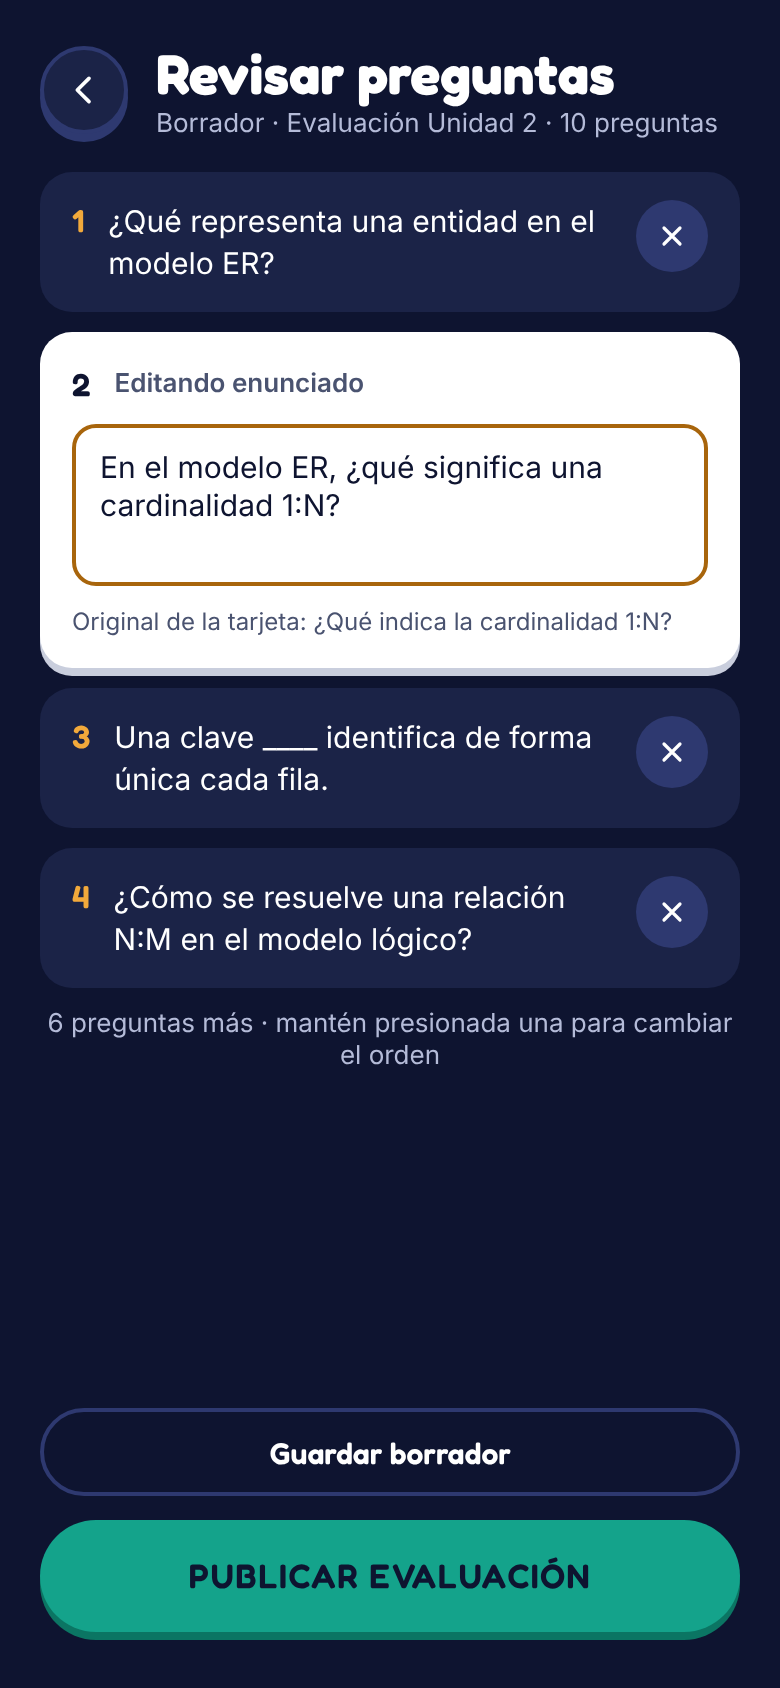 Revisar preguntas
Borrador · Evaluación Unidad 2 · 10 preguntas
1 ¿Qué representa una entidad en el
modelo ER?
2 Editando enunciado
En el modelo ER, ¿qué significa una
cardinalidad 1:N?
Original de la tarjeta: ¿Qué indica la cardinalidad 1:N?
3 Una clave ____ identifica de forma
única cada fila.
4 ¿Cómo se resuelve una relación
N:M en el modelo lógico?
6 preguntas más · mantén presionada una para cambiar
el orden
Guardar borrador
PUBLICAR EVALUACIÓN